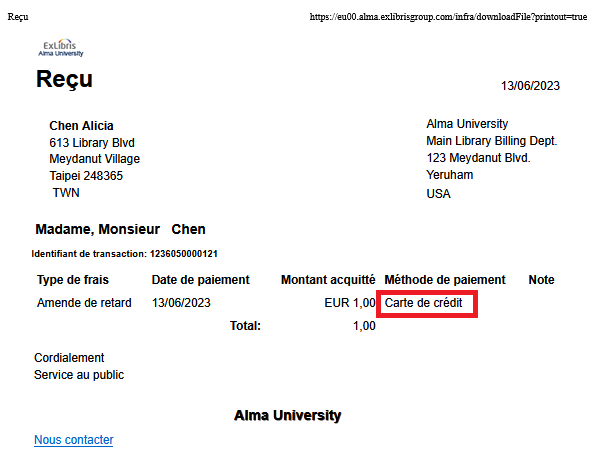 Reçu https://eu00.alma.exlibrisgroup.com/infra/downloadFile?printout=true
ExLibris
Alma University
Reçu
13/06/2023
Chen Alicia
613 Library Blvd
Meydanut Village
Taipei 248365
TWN
Alma University
Main Library Billing Dept.
123 Meydanut Blvd.
Yeruham
USA
Madame, Monsieur Chen
Identifiant de transaction: 1236050000121
Type de frais Date de paiement Montant acquitté Méthode de paiement Note
Amende de retard 13/06/2023 EUR 1,00 Carte de crédit
Total: 1,00
Cordialement
Service au public
Alma University
Nous contacter